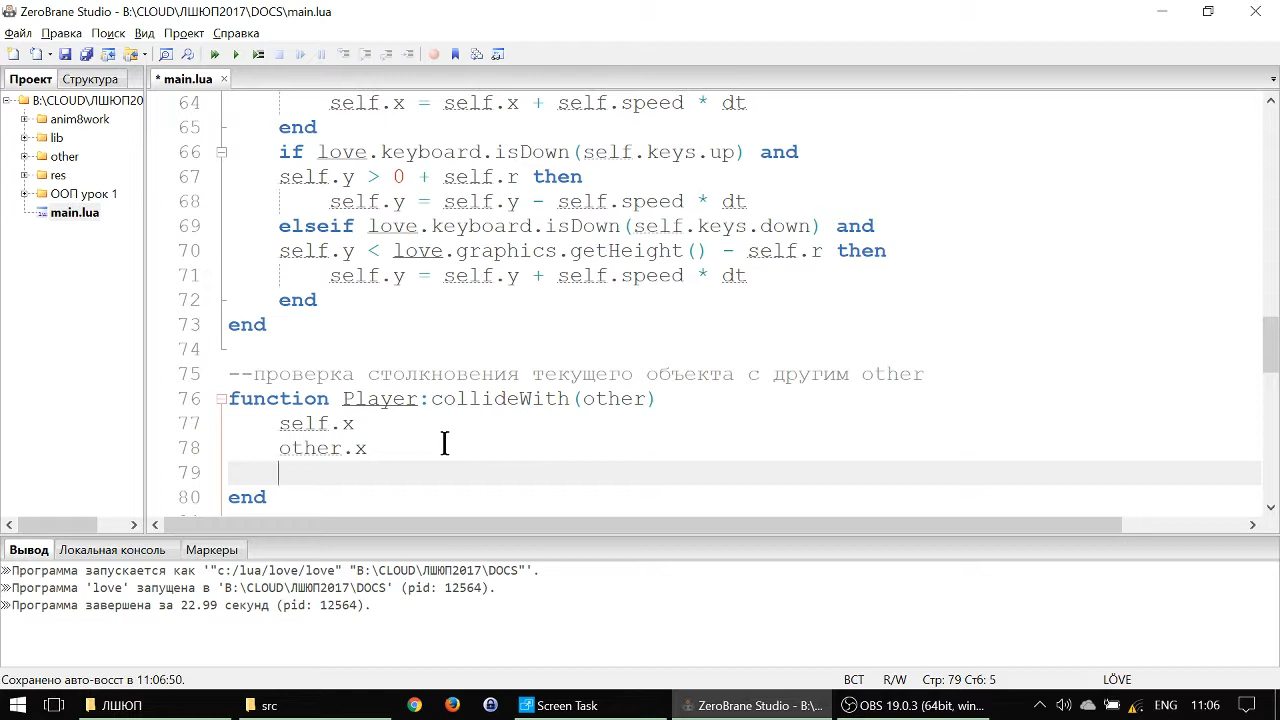 ZeroBrane Studio - B:\CLOUD\ЛШЮП2017\DOCS\main.lua
Файл Правка Поиск Вид Проект Справка
Проект Структура
* main.lua
B:\CLOUD\ЛШЮП20
anim8work
lib
other
res
ООП урок 1
main.lua
64 self.x = self.x + self.speed * dt
65 end
66 if love.keyboard.isDown(self.keys.up) and
67 self.y > 0 + self.r then
68 self.y = self.y - self.speed * dt
69 elseif love.keyboard.isDown(self.keys.down) and
70 self.y < love.graphics.getHeight() - self.r then
71 self.y = self.y + self.speed * dt
72 end
73 end
74
75 --проверка столкновения текущего объекта с другим other
76 function Player:collideWith(other)
77 self.x
78 other.x
79
80 end
Вывод Локальная консоль Маркеры
Программа запускается как '"c:/lua/love/love" "B:\CLOUD\ЛШЮП2017\DOCS"'.
Программа 'love' запущена в 'B:\CLOUD\ЛШЮП2017\DOCS' (pid: 12564).
Программа завершена за 22.99 секунд (pid: 12564).
Сохранено авто-восст в 11:06:50. ВСТ R/W Стр: 79 Стб: 5 LÖVE
ЛШЮП src Screen Task ZeroBrane Studio - B:\... OBS 19.0.3 (64bit, win... ENG 11:06